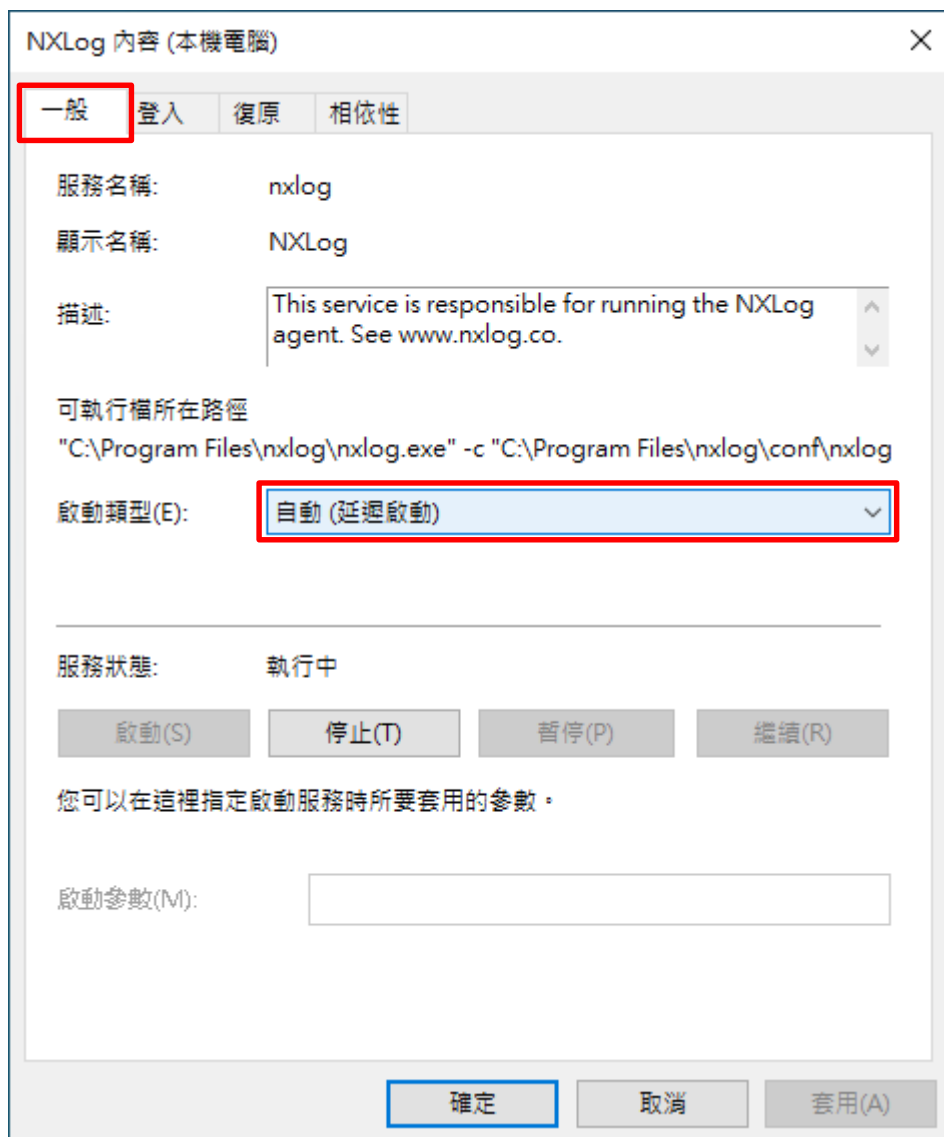 NXLog 內容 (本機電腦)
一般 登入 復原 相依性
服務名稱: nxlog
顯示名稱: NXLog
描述: This service is responsible for running the NXLog
agent. See www.nxlog.co.
可執行檔所在路徑
"C:\Program Files\nxlog\nxlog.exe" -c "C:\Program Files\nxlog\conf\nxlog
啟動類型(E): 自動 (延遲啟動)
服務狀態: 執行中
啟動(S) 停止(T) 暫停(P) 繼續(R)
您可以在這裡指定啟動服務時所要套用的參數。
啟動參數(M):
確定 取消 套用(A)